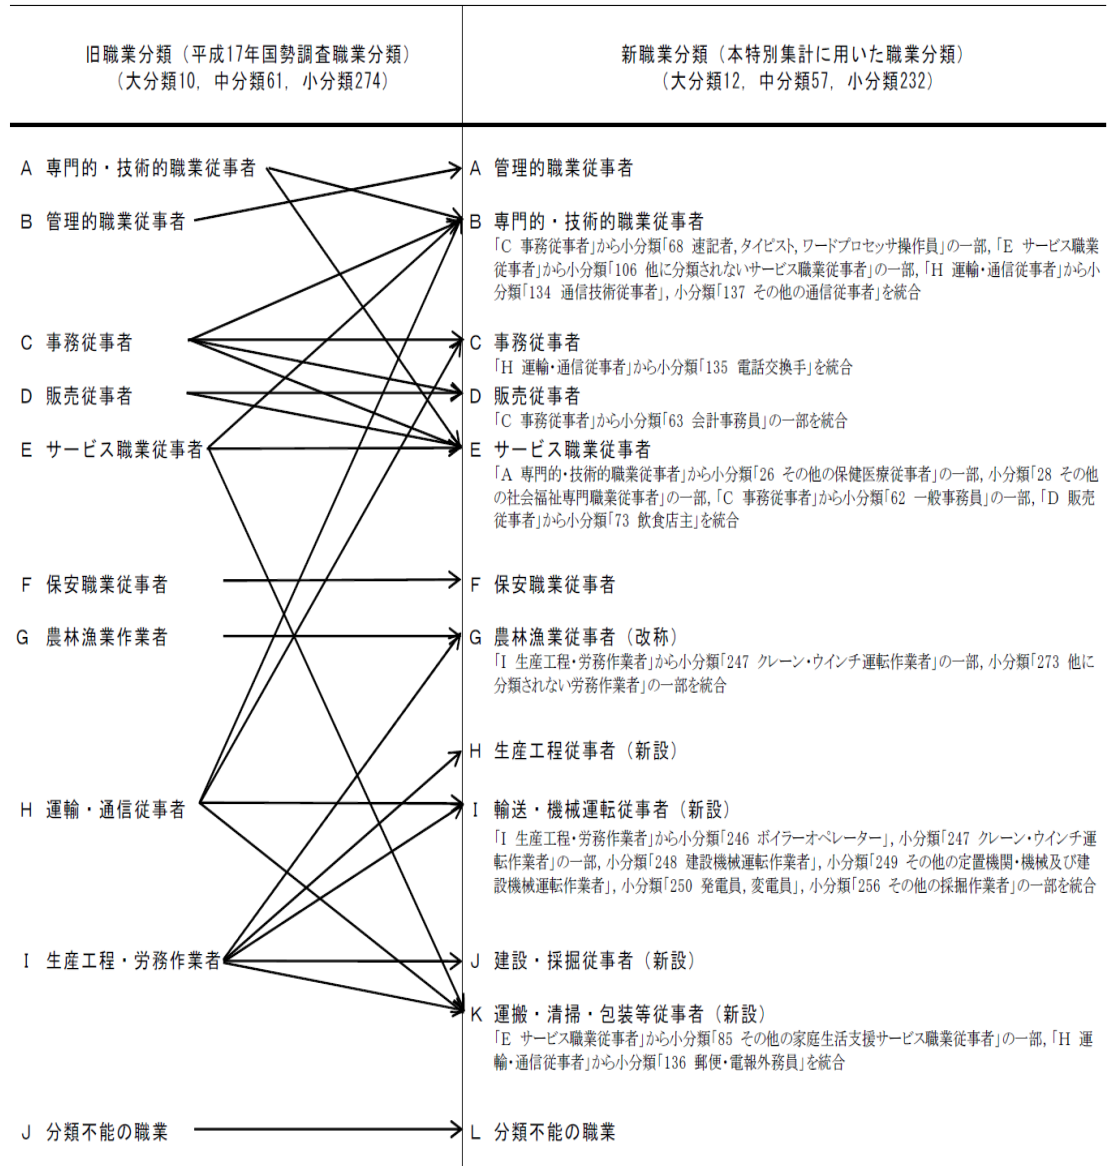 旧職業分類（平成17年国勢調査職業分類）
（大分類10，中分類61，小分類274）
新職業分類（本特別集計に用いた職業分類）
（大分類12，中分類57，小分類232）
A 専門的・技術的職業従事者
B 管理的職業従事者
C 事務従事者
D 販売従事者
E サービス職業従事者
F 保安職業従事者
G 農林漁業作業者
H 運輸・通信従事者
I 生産工程・労務作業者
J 分類不能の職業
A 管理的職業従事者
B 専門的・技術的職業従事者
「C 事務従事者」から小分類「68 速記者，タイピスト，ワードプロセッサ操作員」の一部，「E サービス職業
従事者」から小分類「106 他に分類されないサービス職業従事者」の一部，「H 運輸・通信従事者」から小
分類「134 通信技術従事者」，小分類「137 その他の通信従事者」を統合
C 事務従事者
「H 運輸・通信従事者」から小分類「135 電話交換手」を統合
D 販売従事者
「C 事務従事者」から小分類「63 会計事務員」の一部を統合
E サービス職業従事者
「A 専門的・技術的職業従事者」から小分類「26 その他の保健医療従事者」の一部，小分類「28 その他
の社会福祉専門職業従事者」の一部，「C 事務従事者」から小分類「62 一般事務員」の一部，「D 販売
従事者」から小分類「73 飲食店主」を統合
F 保安職業従事者
G 農林漁業従事者（改称）
「I 生産工程・労務作業者」から小分類「247 クレーン・ウインチ運転作業者」の一部，小分類「273 他に
分類されない労務作業者」の一部を統合
H 生産工程従事者（新設）
I 輸送・機械運転従事者（新設）
「I 生産工程・労務作業者」から小分類「246 ボイラーオペレーター」，小分類「247 クレーン・ウインチ運
転作業者」の一部，小分類「248 建設機械運転作業者」，小分類「249 その他の定置機関・機械及び建
設機械運転作業者」，小分類「250 発電員，変電員」，小分類「256 その他の採掘作業者」の一部を統合
J 建設・採掘従事者（新設）
K 運搬・清掃・包装等従事者（新設）
「E サービス職業従事者」から小分類「85 その他の家庭生活支援サービス職業従事者」の一部，「H 運
輸・通信従事者」から小分類「136 郵便・電報外務員」を統合
L 分類不能の職業